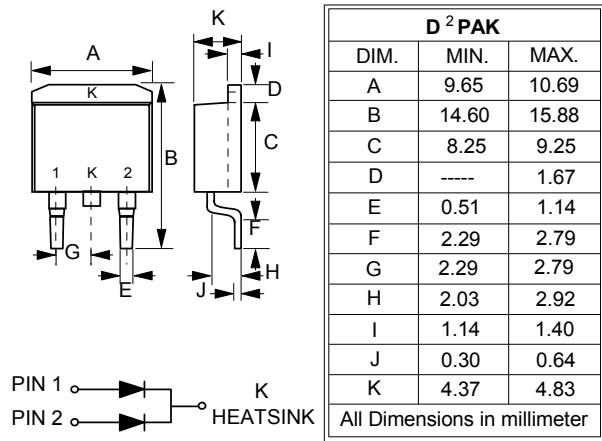 K
I
A
D
K
C
B
1 K 2
F
G
H
E
J
PIN 1
K
PIN 2
HEATSINK
D 2 PAK
DIM. MIN. MAX.
A 9.65 10.69
B 14.60 15.88
C 8.25 9.25
D ----- 1.67
E 0.51 1.14
F 2.29 2.79
G 2.29 2.79
H 2.03 2.92
I 1.14 1.40
J 0.30 0.64
K 4.37 4.83
All Dimensions in millimeter